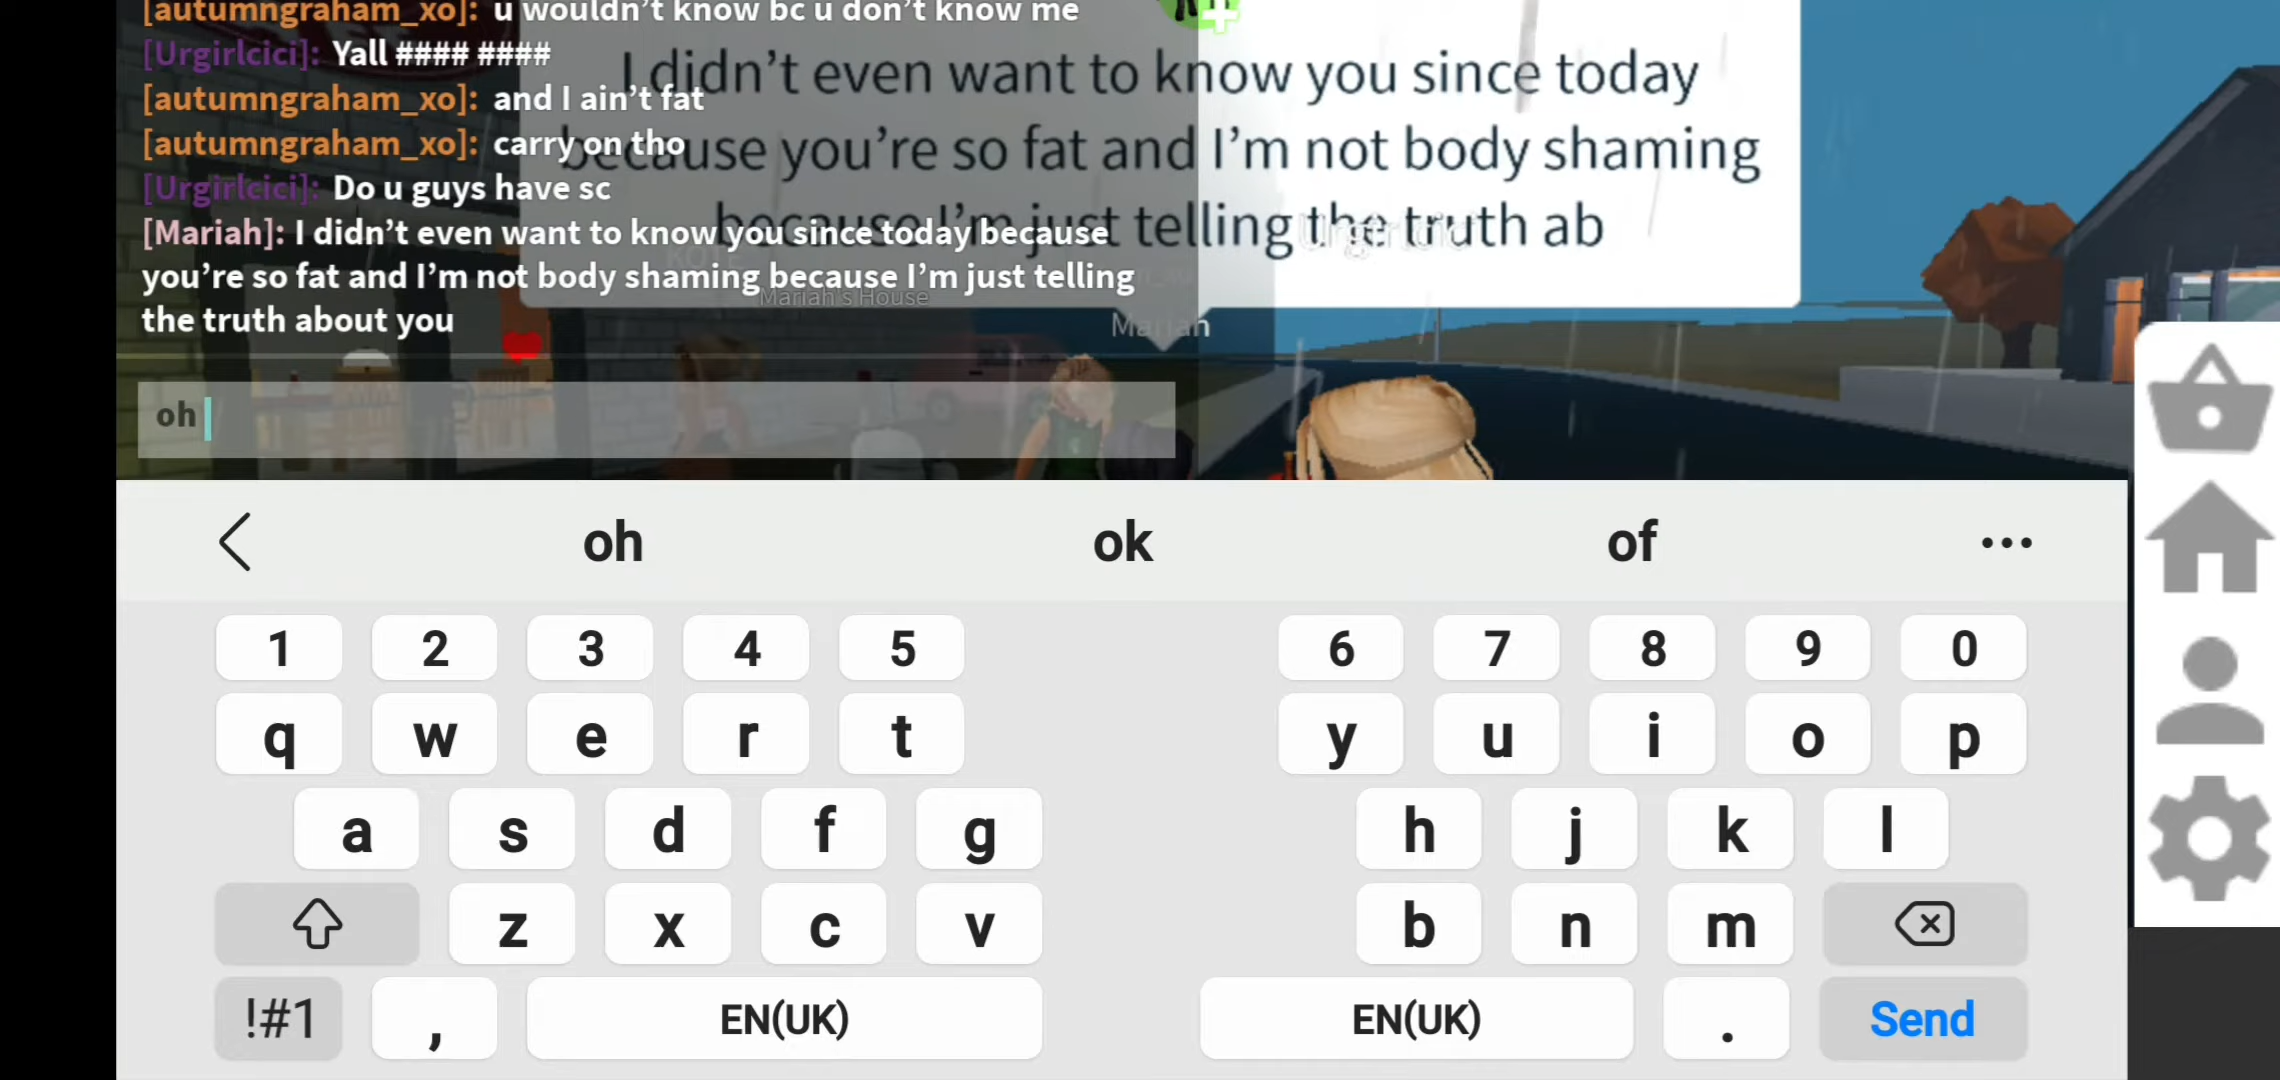 [autumngraham_xo]: u wouldn't know bc u don't know me
[Urgirlcici]: Yall #### ####
[autumngraham_xo]: and I ain't fat
[autumngraham_xo]: carry on tho
[Urgirlcici]: Do u guys have sc
[Mariah]: I didn't even want to know you since today because
you're so fat and I'm not body shaming because I'm just telling
the truth about you
I didn't even want to know you since today
because you're so fat and I'm not body shaming
because I'm just telling the truth ab
Urgirlcici
Mariah's House
Mariah
oh
oh ok of ...
1 2 3 4 5 6 7 8 9 0
q w e r t y u i o p
a s d f g h j k l
z x c v b n m
!#1 , EN(UK) EN(UK) . Send